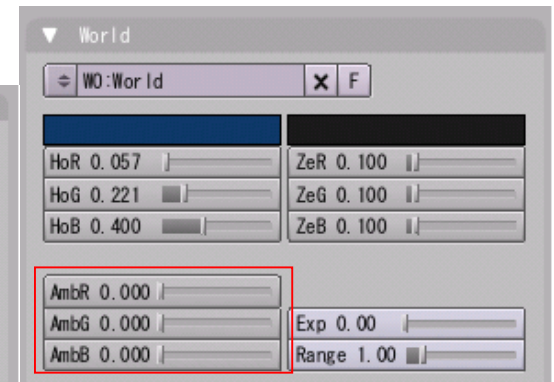 World
WO:World F
HoR 0.057 ZeR 0.100
HoG 0.221 ZeG 0.100
HoB 0.400 ZeB 0.100
AmbR 0.000
AmbG 0.000 Exp 0.00
AmbB 0.000 Range 1.00